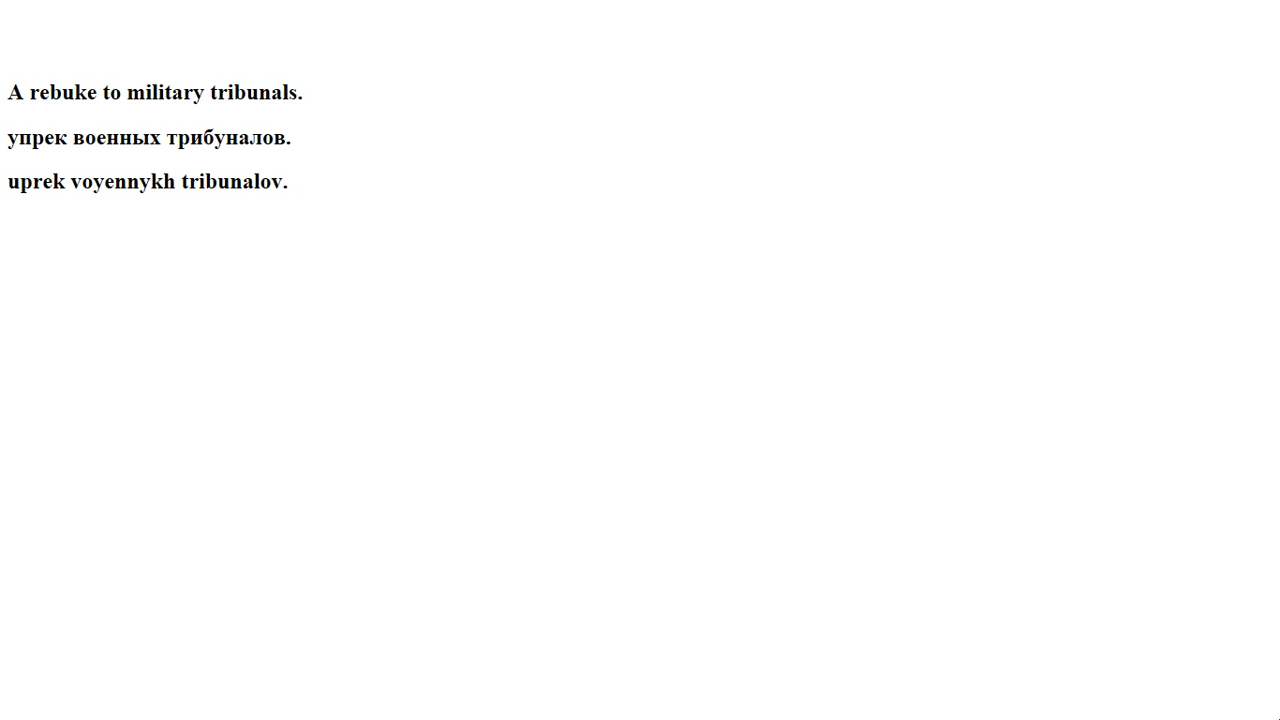 A rebuke to military tribunals.
упрек военных трибуналов.
uprek voyennykh tribunalov.